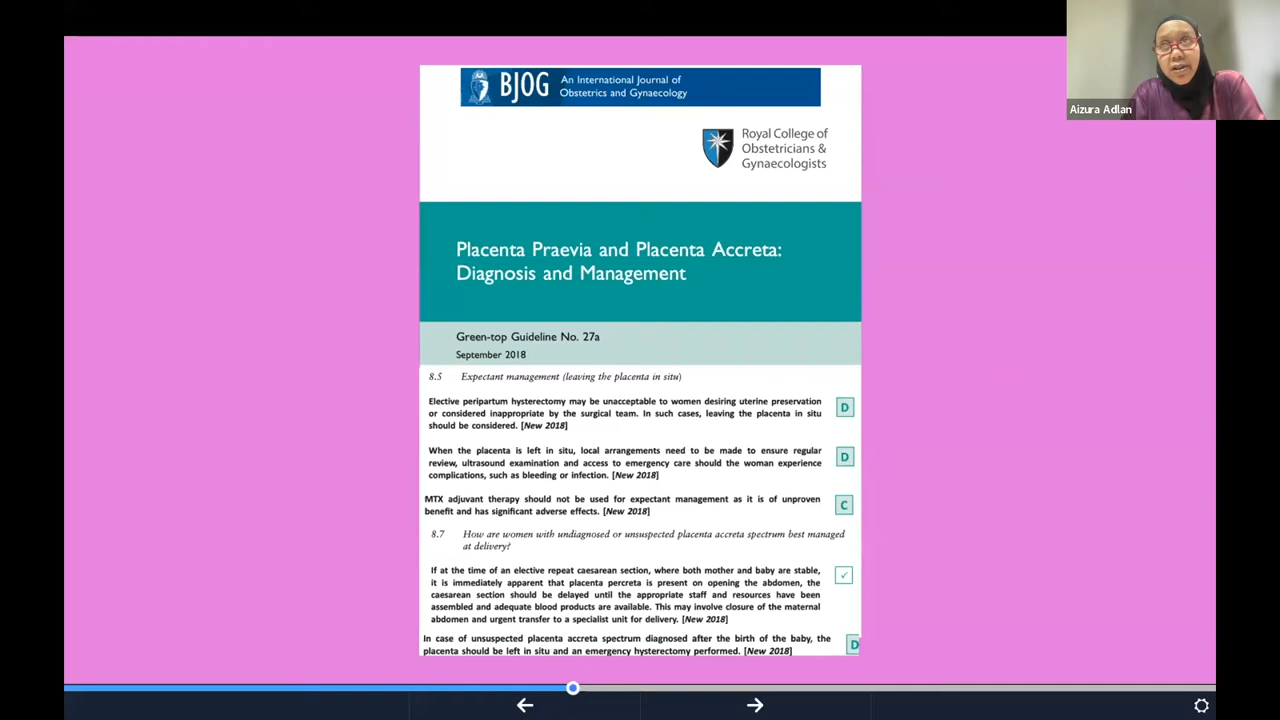 BJOG An International Journal of
Obstetrics and Gynaecology
Aizura Adlan
Royal College of
Obstetricians &
Gynaecologists
Placenta Praevia and Placenta Accreta:
Diagnosis and Management
Green-top Guideline No. 27a
September 2018
8.5 Expectant management (leaving the placenta in situ)
Elective peripartum hysterectomy may be unacceptable to women desiring uterine preservation
or considered inappropriate by the surgical team. In such cases, leaving the placenta in situ
should be considered. [New 2018]
D
When the placenta is left in situ, local arrangements need to be made to ensure regular
review, ultrasound examination and access to emergency care should the woman experience
complications, such as bleeding or infection. [New 2018]
D
MTX adjuvant therapy should not be used for expectant management as it is of unproven
benefit and has significant adverse effects. [New 2018]
C
8.7 How are women with undiagnosed or unsuspected placenta accreta spectrum best managed
at delivery?
If at the time of an elective repeat caesarean section, where both mother and baby are stable,
it is immediately apparent that placenta percreta is present on opening the abdomen, the
caesarean section should be delayed until the appropriate staff and resources have been
assembled and adequate blood products are available. This may involve closure of the maternal
abdomen and urgent transfer to a specialist unit for delivery. [New 2018]
✓
In case of unsuspected placenta accreta spectrum diagnosed after the birth of the baby, the
placenta should be left in situ and an emergency hysterectomy performed. [New 2018]
D